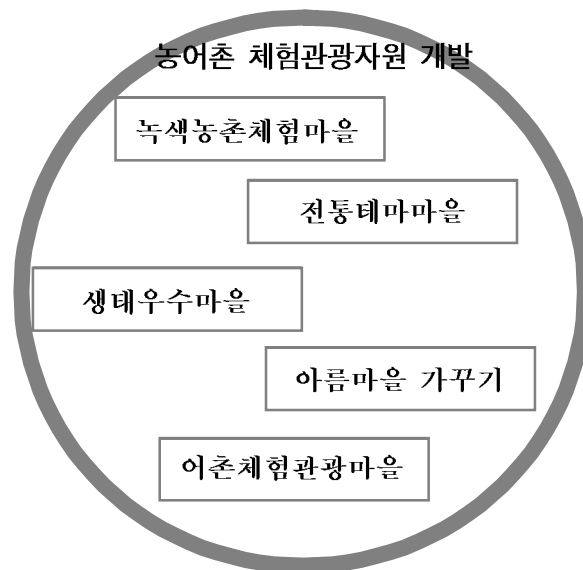 농어촌 체험관광자원 개발
녹색농촌체험마을
전통테마마을
생태우수마을
아름마을 가꾸기
어촌체험관광마을